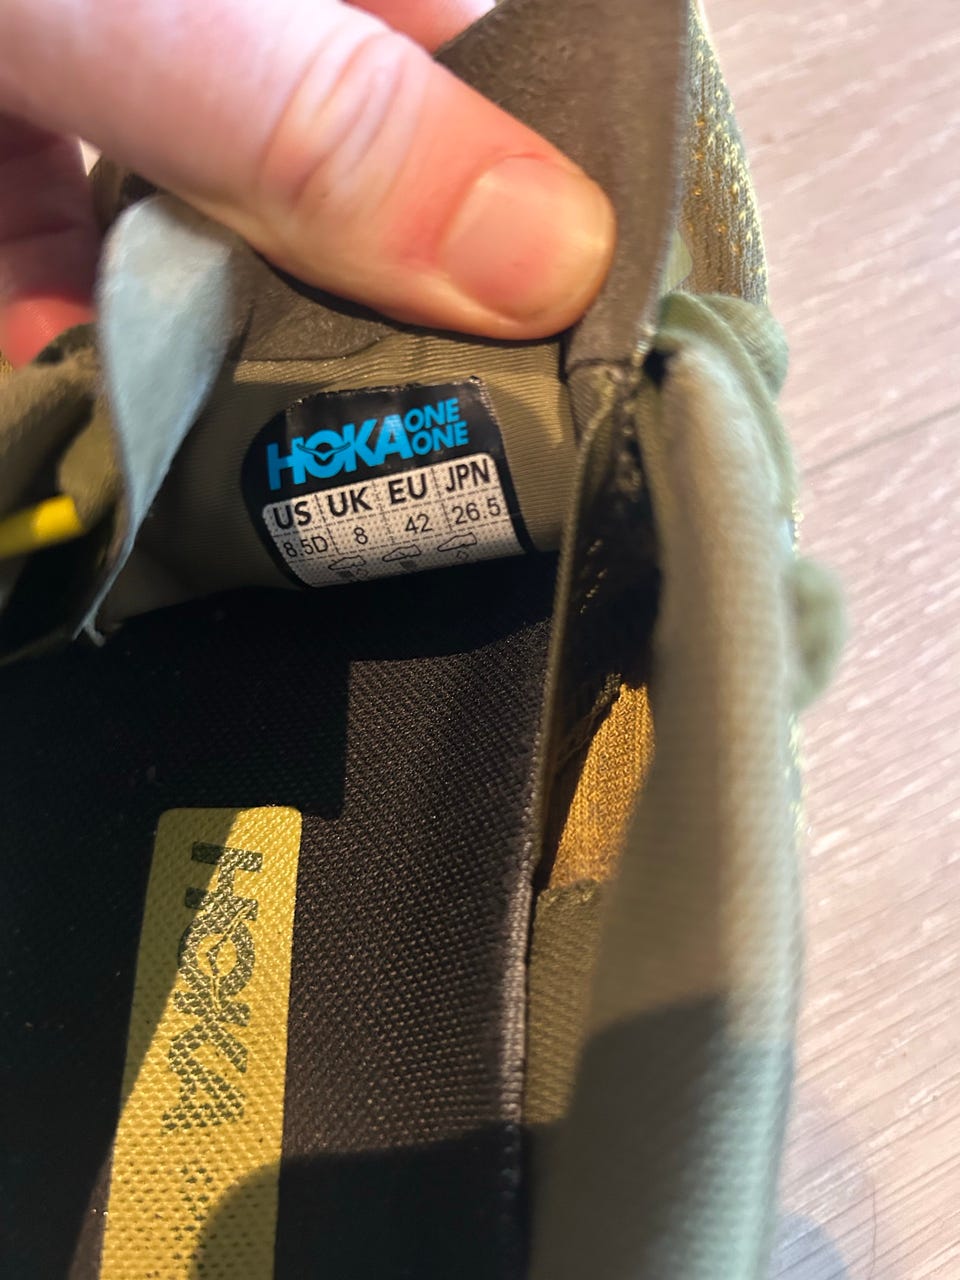 HOKA ONE ONE
US UK EU JPN
8.5D 8 42 26.5
HOKA